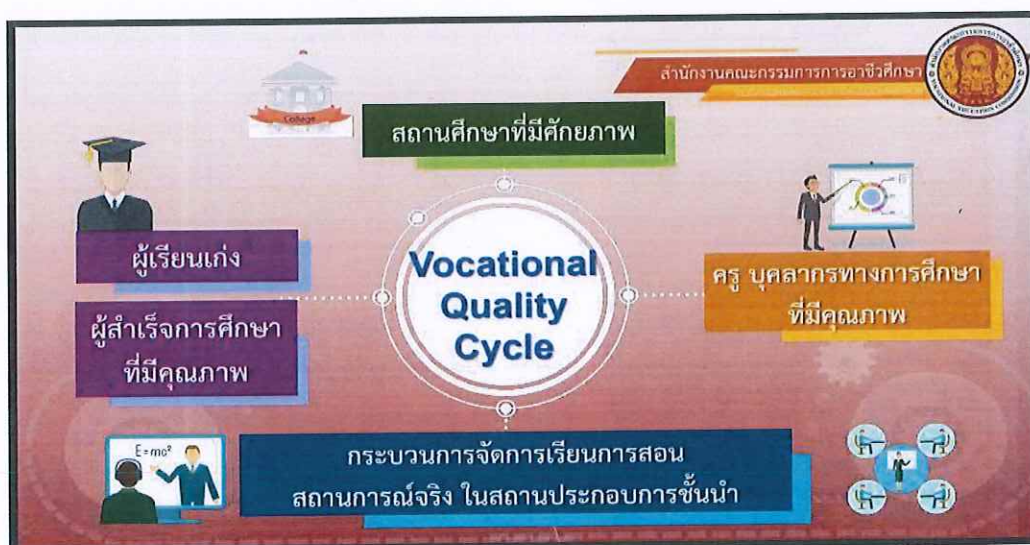 สำนักงานคณะกรรมการการอาชีวศึกษา
College
สถานศึกษาที่มีศักยภาพ
ผู้เรียนเก่ง
ผู้สำเร็จการศึกษา
ที่มีคุณภาพ
Vocational
Quality
Cycle
ครู บุคลากรทางการศึกษา
ที่มีคุณภาพ
E=mc²
กระบวนการจัดการเรียนการสอน
สถานการณ์จริง ในสถานประกอบการชั้นนำ